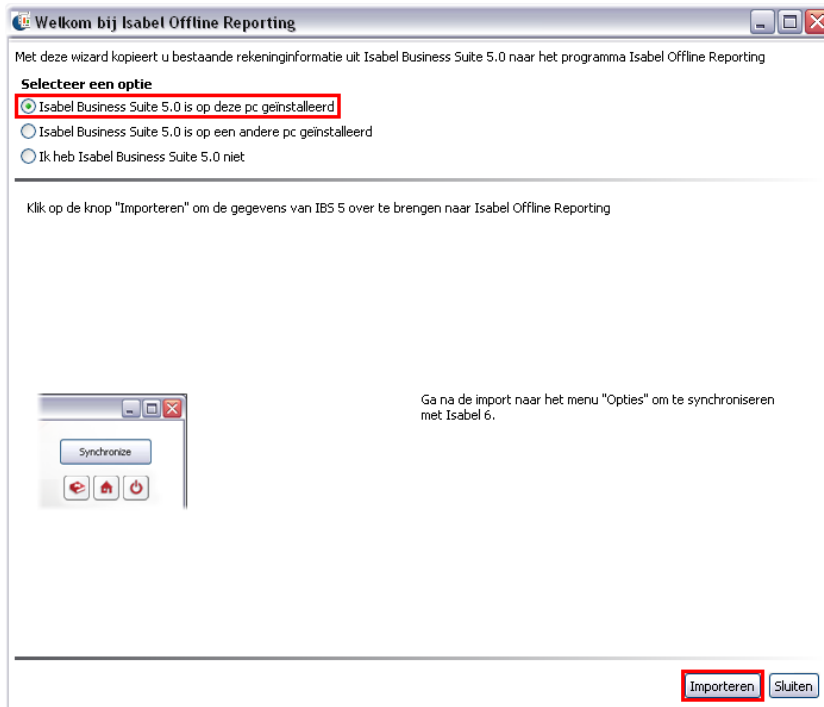 Welkom bij Isabel Offline Reporting
Met deze wizard kopieert u bestaande rekeninginformatie uit Isabel Business Suite 5.0 naar het programma Isabel Offline Reporting
Selecteer een optie
Isabel Business Suite 5.0 is op deze pc geïnstalleerd
Isabel Business Suite 5.0 is op een andere pc geïnstalleerd
Ik heb Isabel Business Suite 5.0 niet
Klik op de knop "Importeren" om de gegevens van IBS 5 over te brengen naar Isabel Offline Reporting
Synchronize
Ga na de import naar het menu "Opties" om te synchroniseren
met Isabel 6.
Importeren
Sluiten